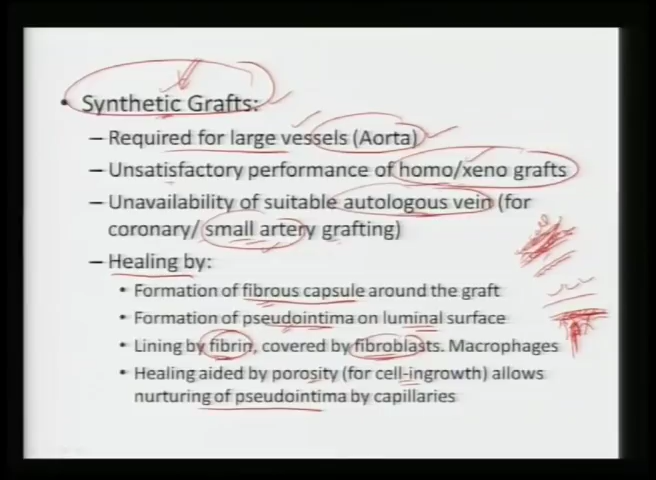 • Synthetic Grafts:
– Required for large vessels (Aorta)
– Unsatisfactory performance of homo/xeno grafts
– Unavailability of suitable autologous vein (for
coronary/ small artery grafting)
– Healing by:
• Formation of fibrous capsule around the graft
• Formation of pseudointima on luminal surface
• Lining by fibrin, covered by fibroblasts. Macrophages
• Healing aided by porosity (for cell-ingrowth) allows
nurturing of pseudointima by capillaries